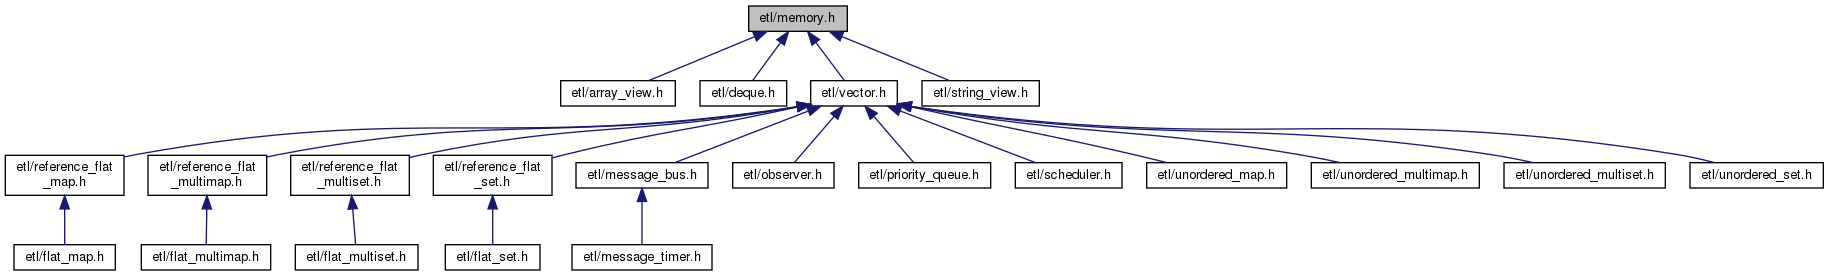 etl/memory.h
etl/array_view.h
etl/deque.h
etl/vector.h
etl/string_view.h
etl/reference_flat
_map.h
etl/reference_flat
_multimap.h
etl/reference_flat
_multiset.h
etl/reference_flat
_set.h
etl/message_bus.h
etl/observer.h
etl/priority_queue.h
etl/scheduler.h
etl/unordered_map.h
etl/unordered_multimap.h
etl/unordered_multiset.h
etl/unordered_set.h
etl/flat_map.h
etl/flat_multimap.h
etl/flat_multiset.h
etl/flat_set.h
etl/message_timer.h